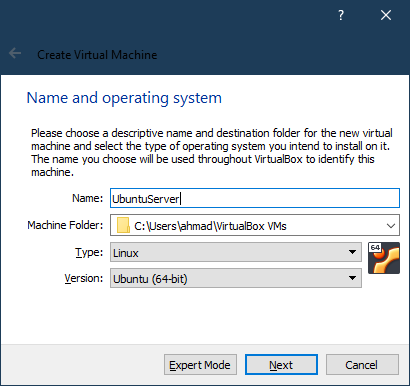 ?
Create Virtual Machine
Name and operating system
Please choose a descriptive name and destination folder for the new virtual
machine and select the type of operating system you intend to install on it.
The name you choose will be used throughout VirtualBox to identify this
machine.
Name: UbuntuServer
Machine Folder: C:\Users\ahmad\VirtualBox VMs
Type: Linux
64
Version: Ubuntu (64-bit)
Expert Mode Next Cancel